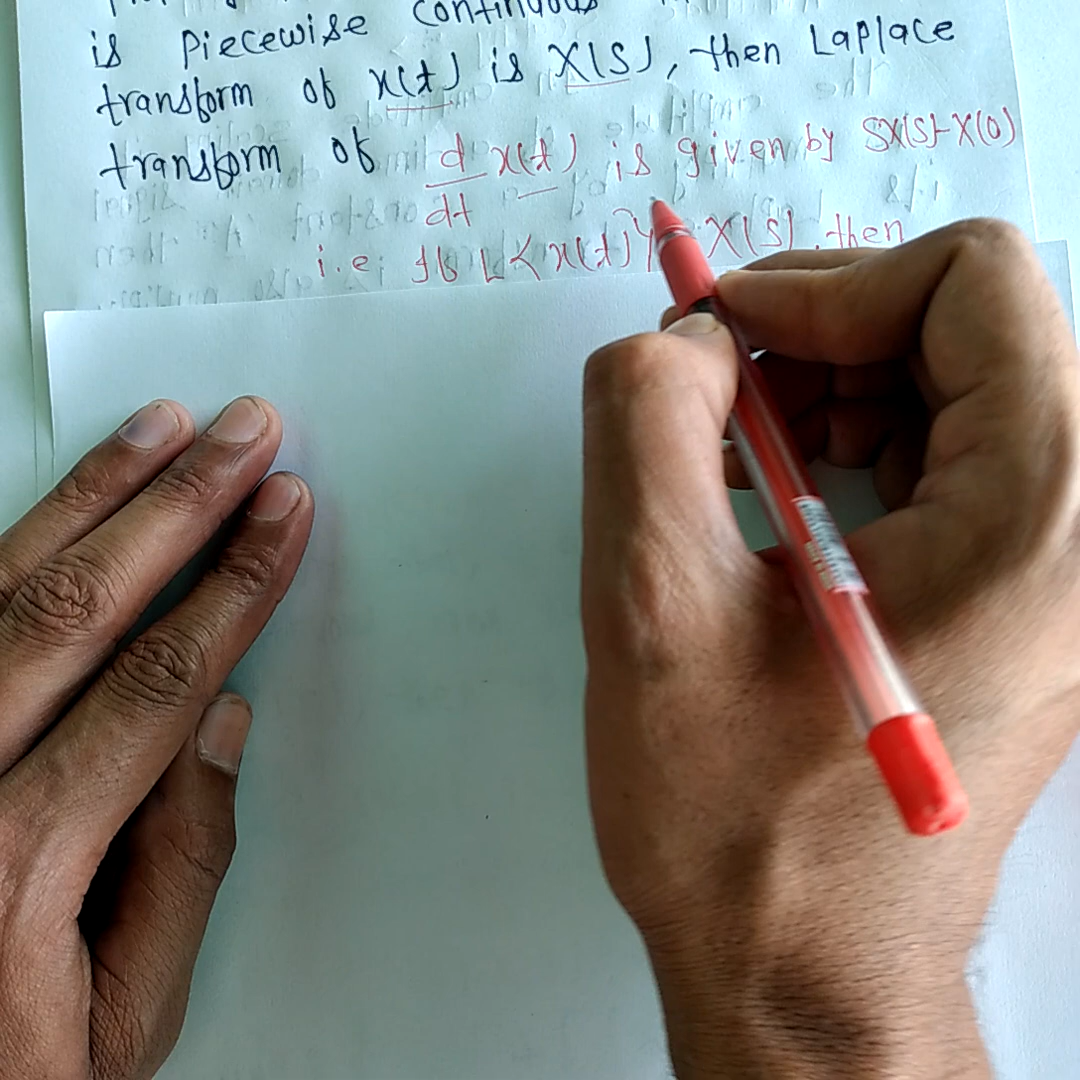 is piecewise continuous
transform of x(t) is X(S), then Laplace
transform of d/dt x(t) is given by SX(S)-X(0)
i.e; If L{x(t)} X(S), then